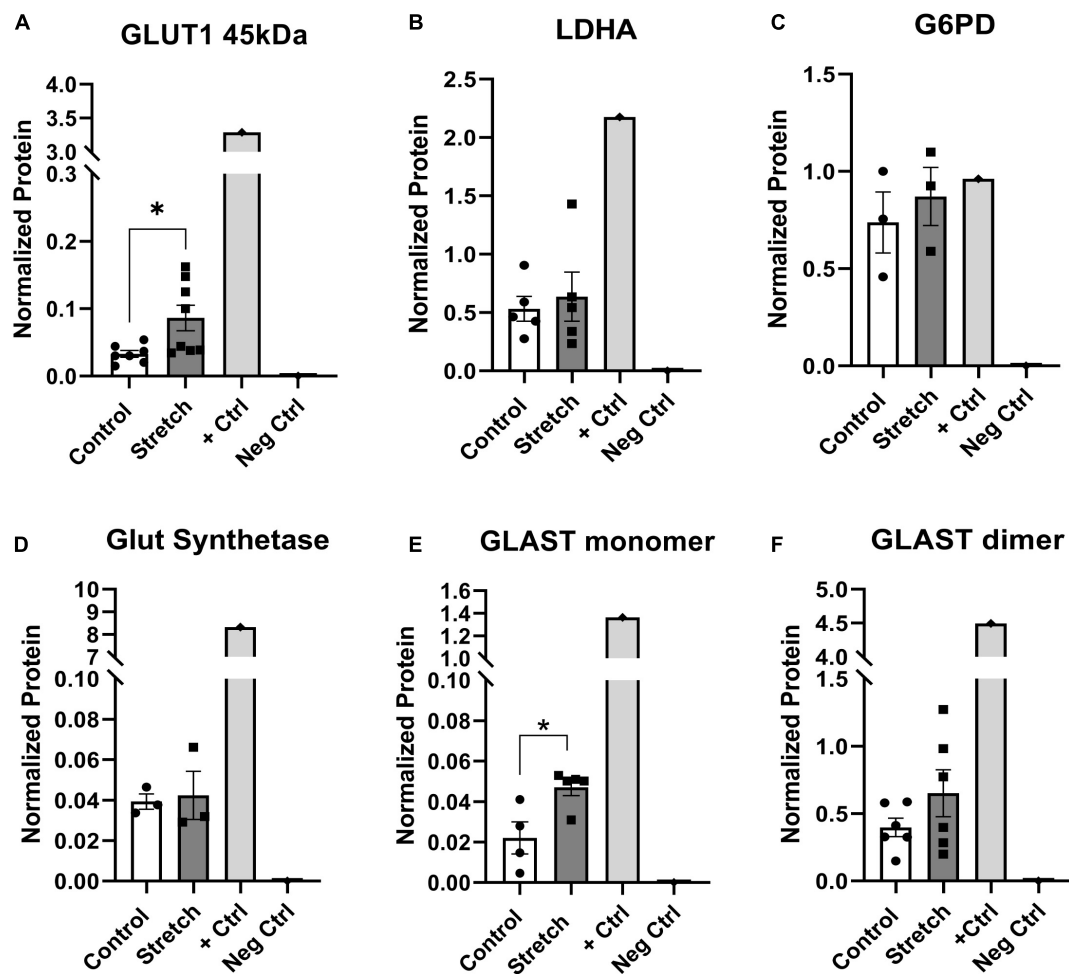 A
GLUT1 45kDa
Normalized Protein
4.0
3.0
0.3
0.2
0.1
0.0
*
Control
Stretch
+ Ctrl
Neg Ctrl
B
LDHA
Normalized Protein
2.5
2.0
1.5
1.0
0.5
0.0
Control
Stretch
+ Ctrl
Neg Ctrl
C
G6PD
Normalized Protein
1.5
1.0
0.5
0.0
Control
Stretch
+ Ctrl
Neg Ctrl
D
Glut Synthetase
Normalized Protein
10
9
8
7
0.10
0.08
0.06
0.04
0.02
0.00
Control
Stretch
+ Ctrl
Neg Ctrl
E
GLAST monomer
Normalized Protein
1.6
1.4
1.2
1.0
0.10
0.08
0.06
0.04
0.02
0.00
*
Control
Stretch
+ Ctrl
Neg Ctrl
F
GLAST dimer
Normalized Protein
5.0
4.5
4.0
1.5
1.0
0.5
0.0
Control
Stretch
+Ctrl
Neg Ctrl